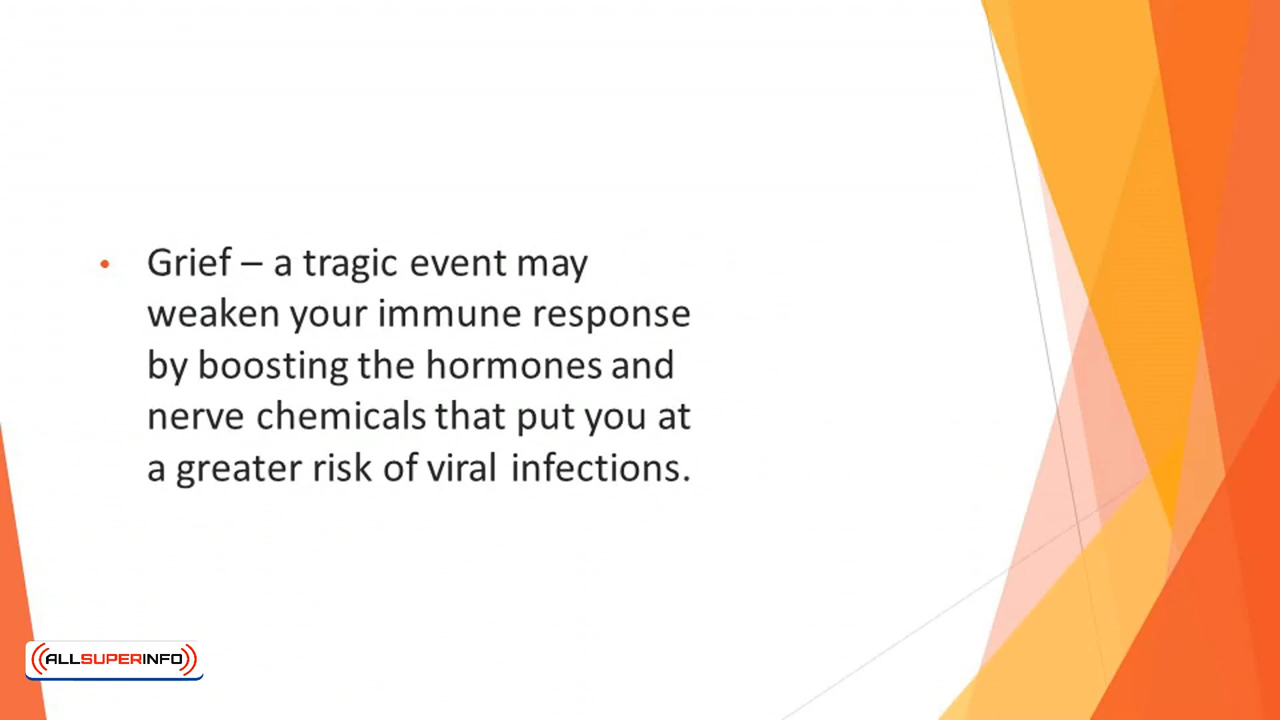 • Grief – a tragic event may
weaken your immune response
by boosting the hormones and
nerve chemicals that put you at
a greater risk of viral infections.
ALLSUPERINFO